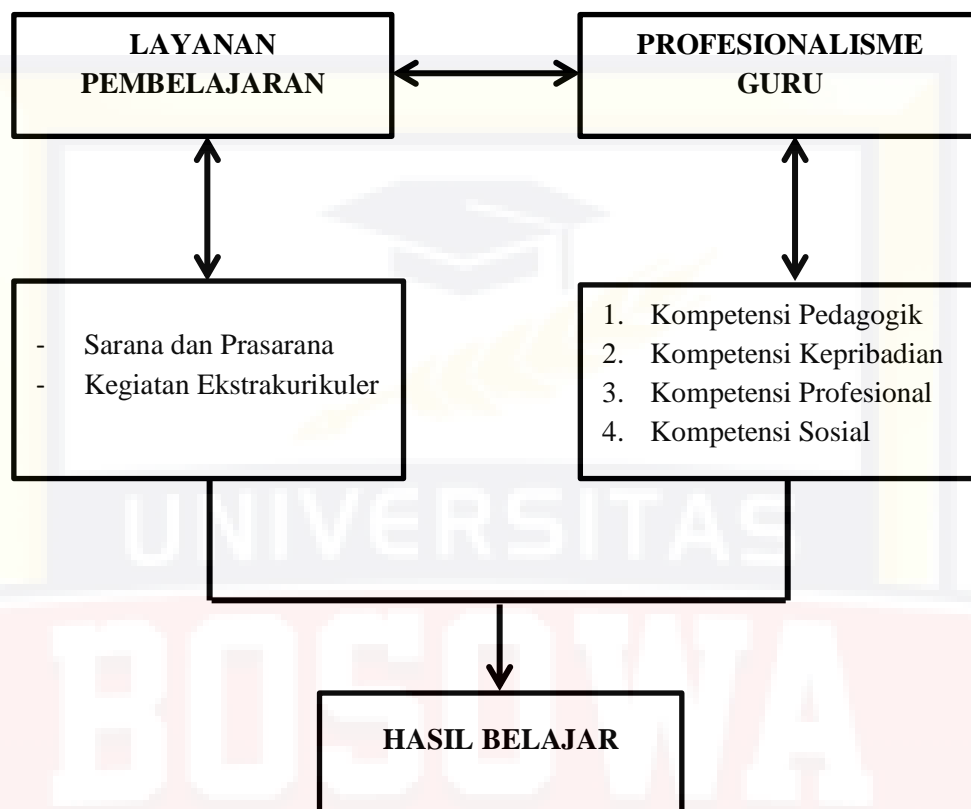 LAYANAN
PEMBELAJARAN
PROFESIONALISME
GURU
- Sarana dan Prasarana
- Kegiatan Ekstrakurikuler
1. Kompetensi Pedagogik
2. Kompetensi Kepribadian
3. Kompetensi Profesional
4. Kompetensi Sosial
UNIVERSITAS
BOSOWA
HASIL BELAJAR